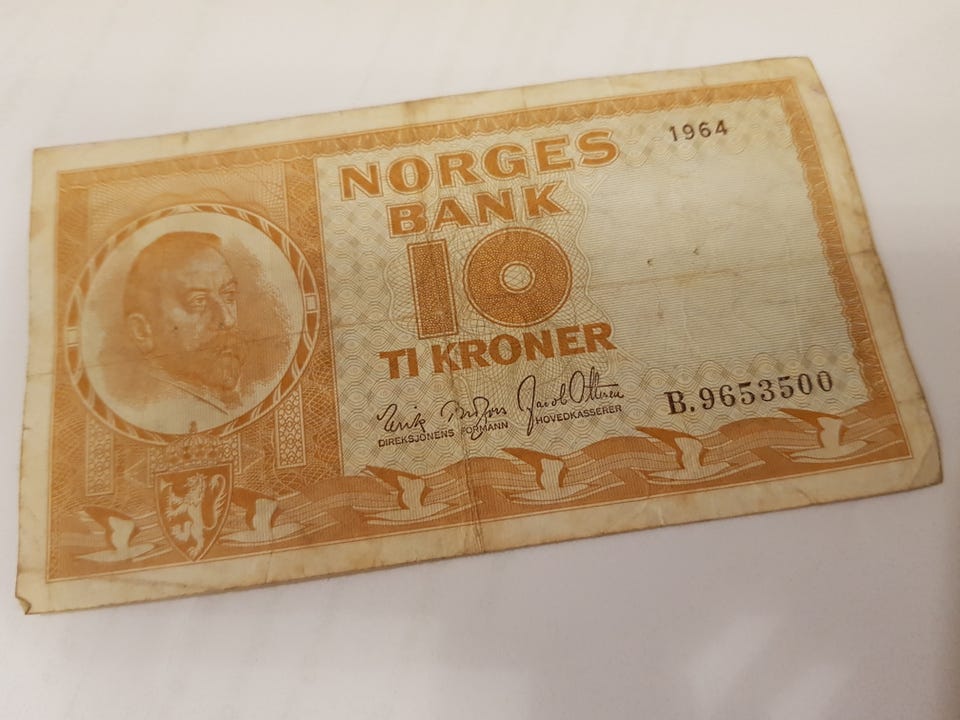 1964
NORGES
BANK
10
TI KRONER
DIREKSJONENS FORMANN
HOVEDKASSERER
B.9653500